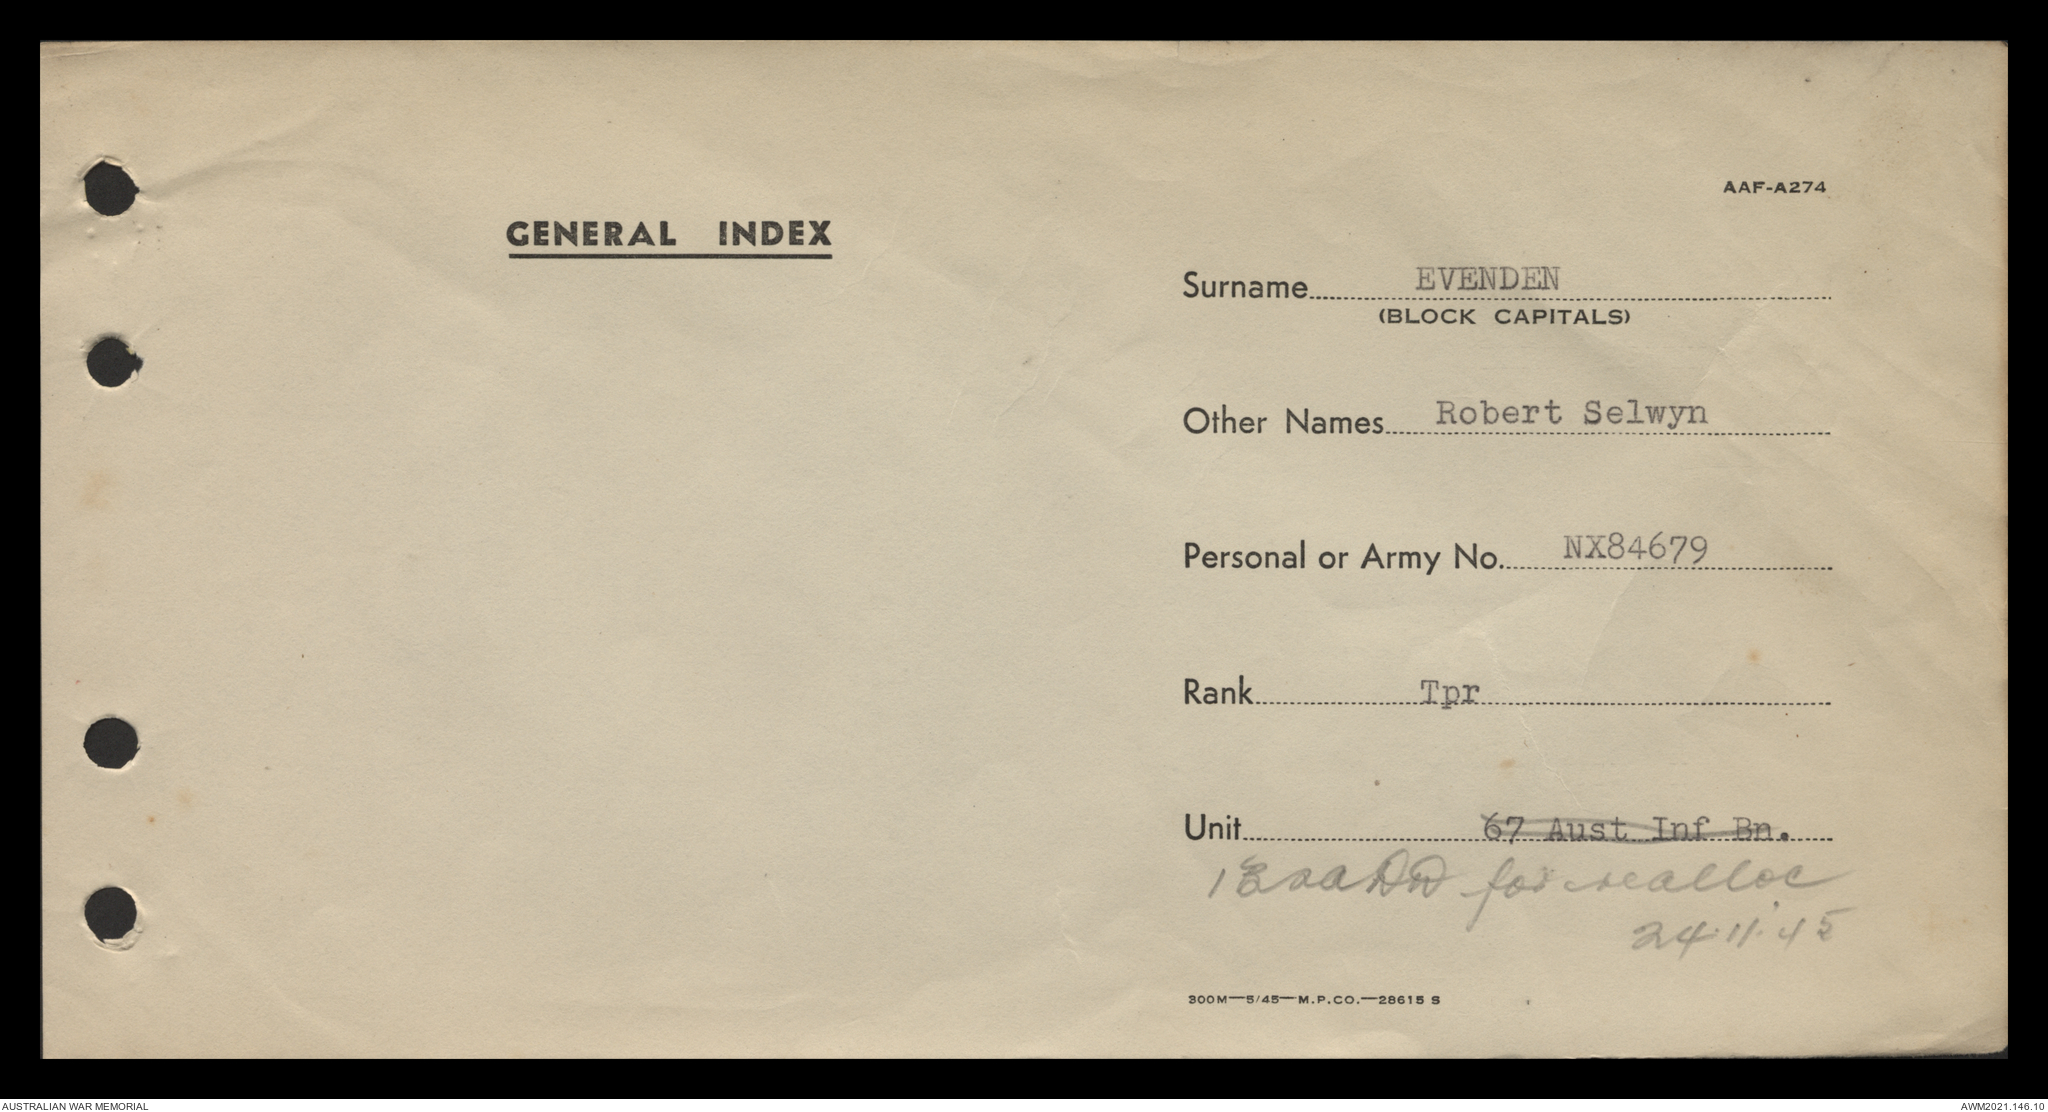 AAF-A274
GENERAL INDEX
Surname EVENDEN
(BLOCK CAPITALS)
Other Names Robert Selwyn
Personal or Army No. NX84679
Rank Tpr
Unit 67 Aust Inf Bn.
for realloc
24.11.45
300M—5/45—M.P.CO.—28615 S
AUSTRALIAN WAR MEMORIAL
AWM2021.146.10